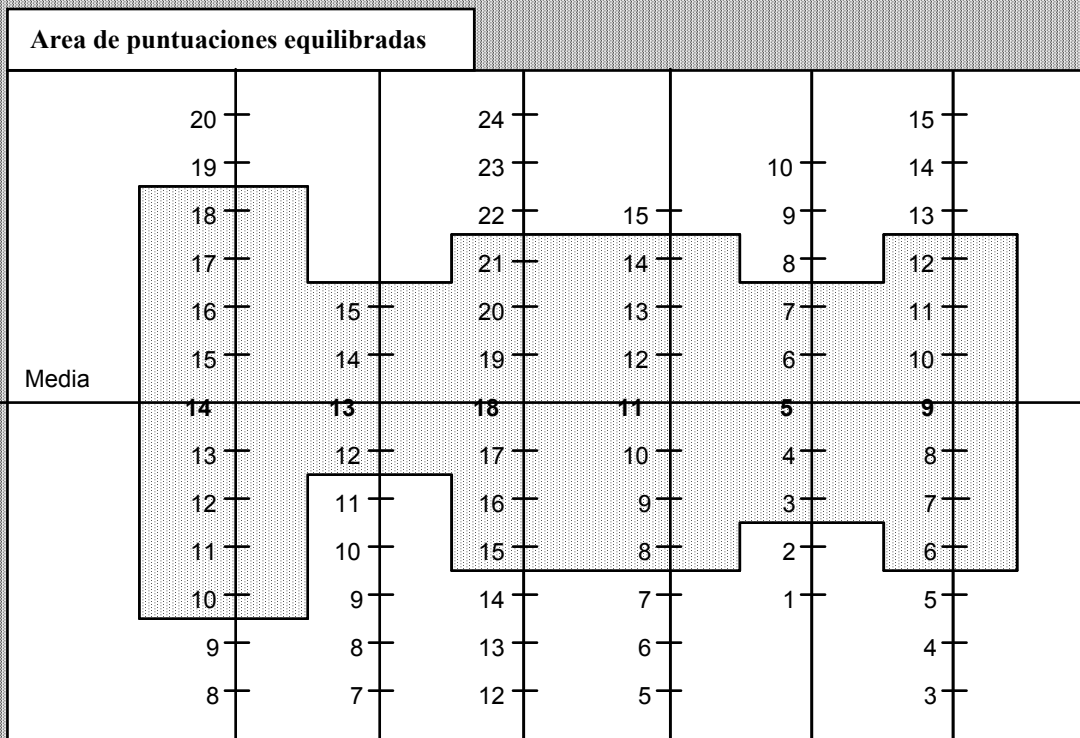 Area de puntuaciones equilibradas
20 24 15
19 23 10 14
18 22 15 9 13
17 21 14 8 12
16 15 20 13 7 11
15 14 19 12 6 10
Media
14 13 18 11 5 9
13 12 17 10 4 8
12 11 16 9 3 7
11 10 15 8 2 6
10 9 14 7 1 5
9 8 13 6 4
8 7 12 5 3